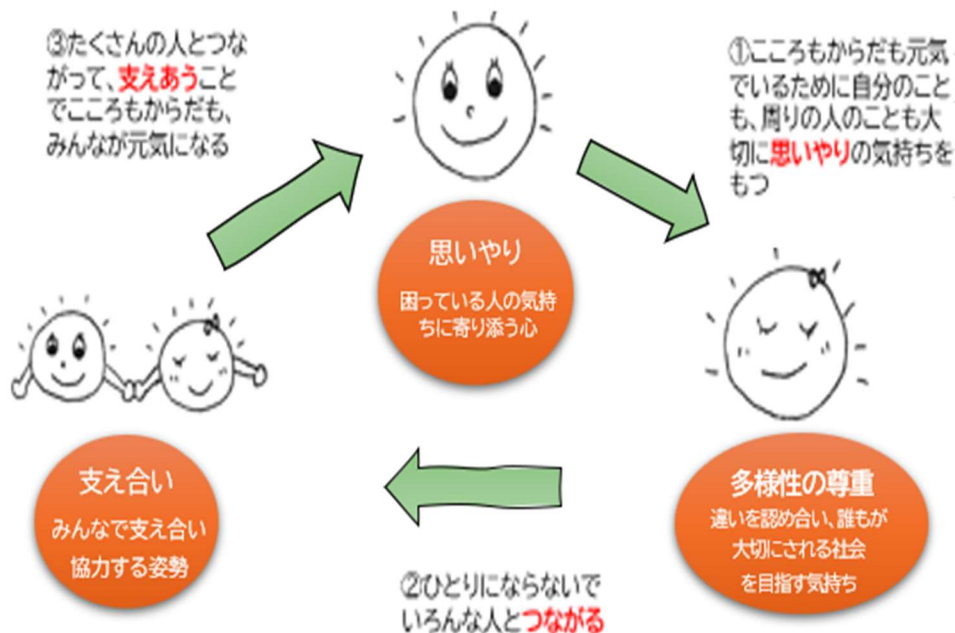 ③たくさんの人とつな
がって、支えあうこと
でこころもからだも、
みんなが元気になる
①こころもからだも元気
でいるために自分のこと
も、周りの人のことも大
切に思いやりの気持ちを
もつ
思いやり
困っている人の気持
ちに寄り添う心
支え合い
みんなで支え合い
協力する姿勢
多様性の尊重
違いを認め合い、誰もが
大切にされる社会
を目指す気持ち
②ひとりにならないで
いろんな人とつながる